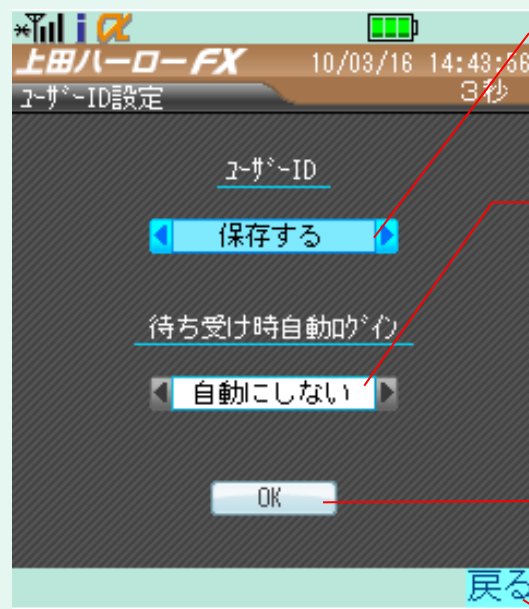 i α
上田ハーローFX 10/03/16 14:43:56
ﾕｰｻﾞｰID設定 3秒
ﾕｰｻﾞｰID
保存する
待ち受け時自動ﾛｸﾞｲﾝ
自動にしない
OK
戻る